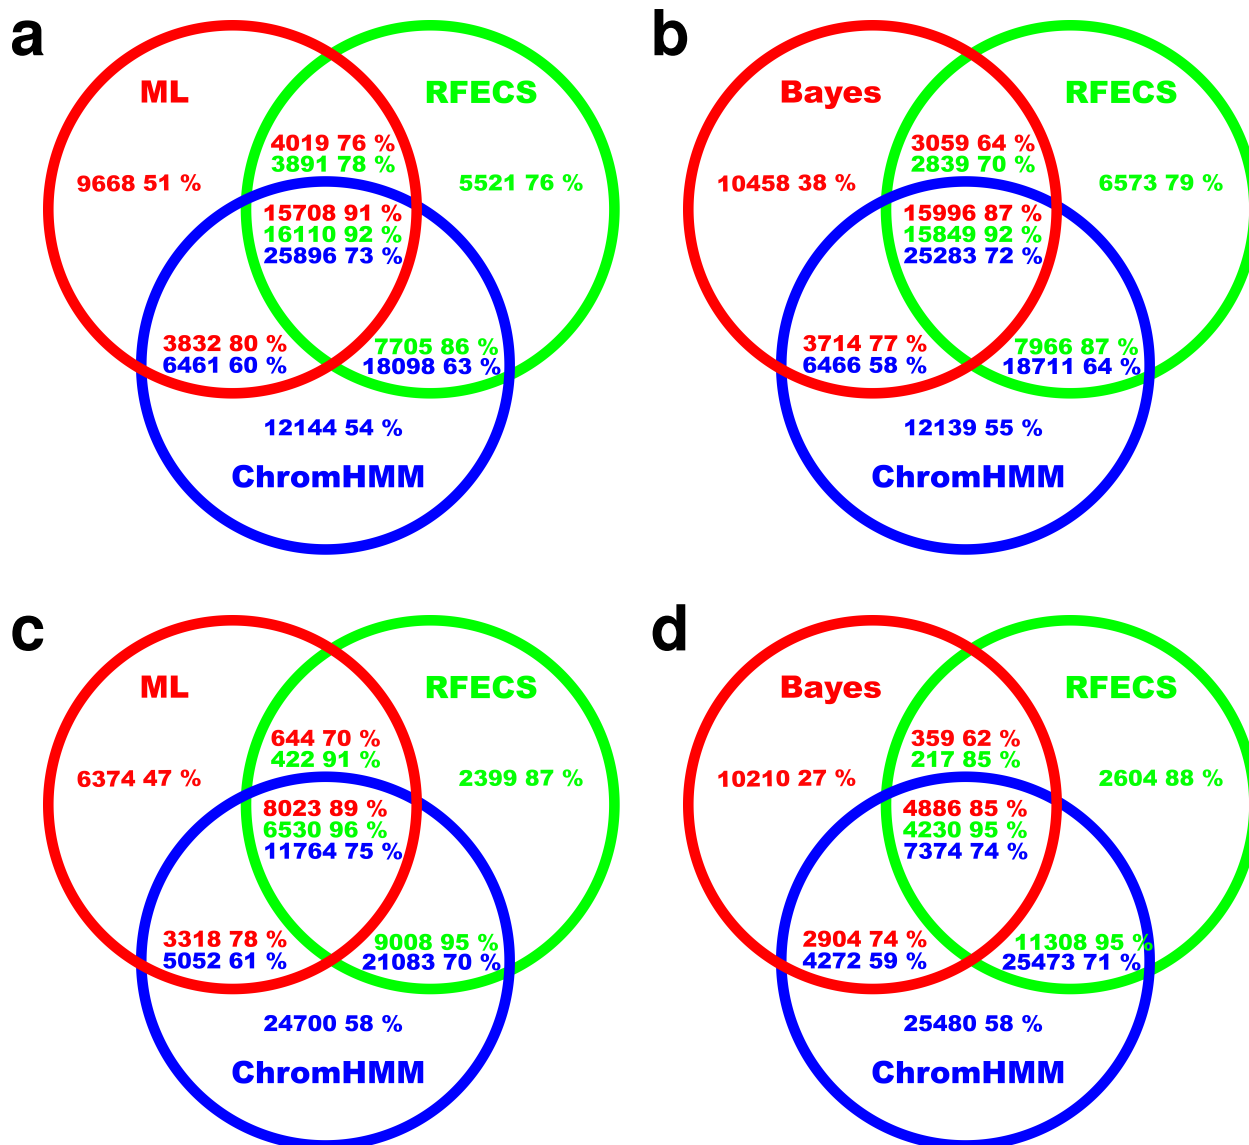 a
ML
RFECS
4019 76 %
3891 78 %
9668 51 %
5521 76 %
15708 91 %
16110 92 %
25896 73 %
3832 80 %
6461 60 %
7705 86 %
18098 63 %
12144 54 %
ChromHMM
b
Bayes
RFECS
3059 64 %
2839 70 %
10458 38 %
6573 79 %
15996 87 %
15849 92 %
25283 72 %
3714 77 %
6466 58 %
7966 87 %
18711 64 %
12139 55 %
ChromHMM
c
ML
RFECS
644 70 %
422 91 %
6374 47 %
2399 87 %
8023 89 %
6530 96 %
11764 75 %
3318 78 %
5052 61 %
9008 95 %
21083 70 %
24700 58 %
ChromHMM
d
Bayes
RFECS
359 62 %
217 85 %
10210 27 %
2604 88 %
4886 85 %
4230 95 %
7374 74 %
2904 74 %
4272 59 %
11308 95 %
25473 71 %
25480 58 %
ChromHMM